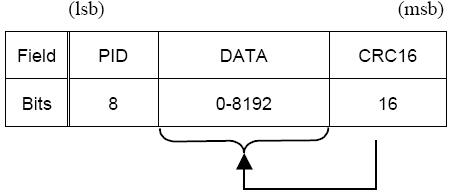 (lsb) (msb)
Field PID DATA CRC16
Bits 8 0-8192 16